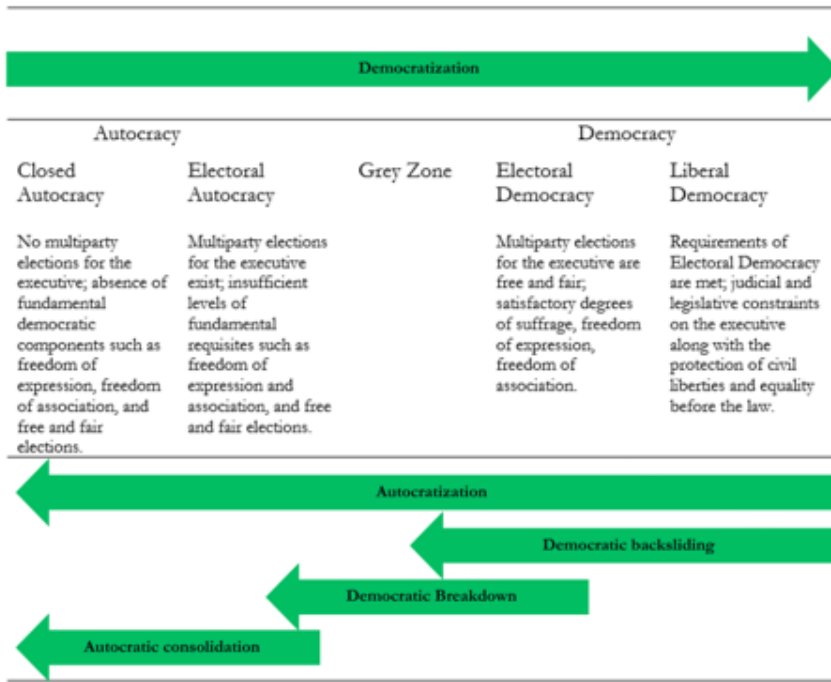 Democratization
Autocracy
Democracy
Closed
Autocracy
Electoral
Autocracy
Grey Zone
Electoral
Democracy
Liberal
Democracy
No multiparty
elections for the
executive; absence of
fundamental
democratic
components such as
freedom of
expression, freedom
of association, and
free and fair
elections.
Multiparty elections
for the executive
exist; insufficient
levels of
fundamental
requisites such as
freedom of
expression and
association, and free
and fair elections.
Multiparty elections
for the executive are
free and fair;
satisfactory degrees
of suffrage, freedom
of expression,
freedom of
association.
Requirements of
Electoral Democracy
are met; judicial and
legislative constraints
on the executive
along with the
protection of civil
liberties and equality
before the law.
Autocratization
Democratic backsliding
Democratic Breakdown
Autocratic consolidation